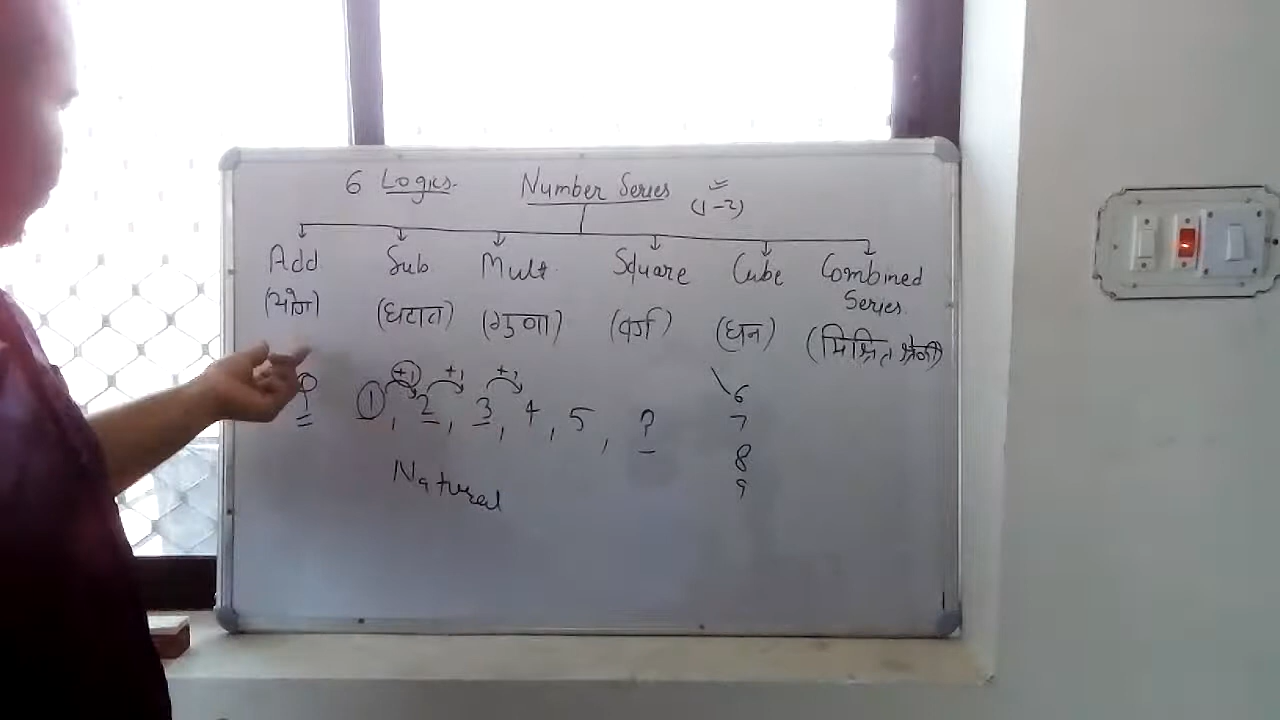 6 Logics. Number Series (1-2)
Add Sub. Mult. Square Cube Combined Series.
(योग) (घटाव) (गुणा) (वर्ग) (घन) (मिश्रित श्रेणी)
+1 +1 +1
1, 2, 3, 4, 5, ?
Natural
6
7
8
9